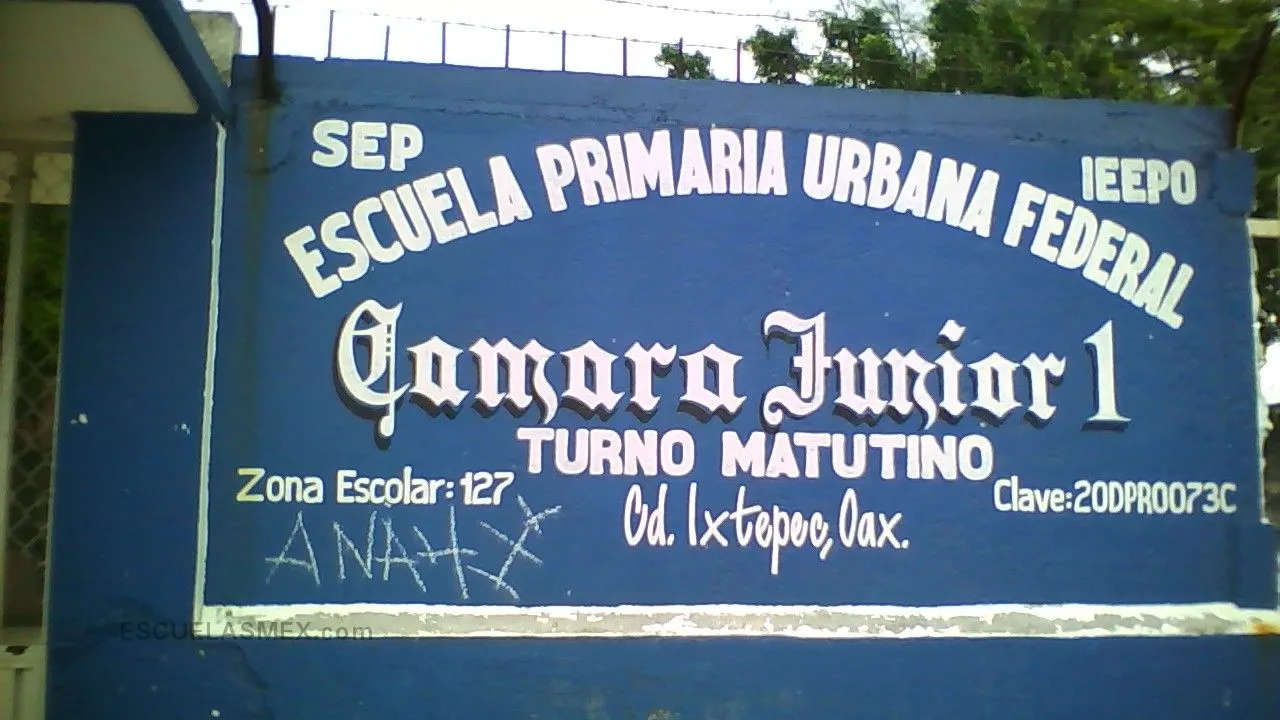 SEP
IEEPO
ESCUELA PRIMARIA URBANA FEDERAL
Camara Junior 1
TURNO MATUTINO
Zona Escolar: 127
Clave:20DPR0073C
Cd. Ixtepec, Oax.
ANAHY
ESCUELASMEX.com